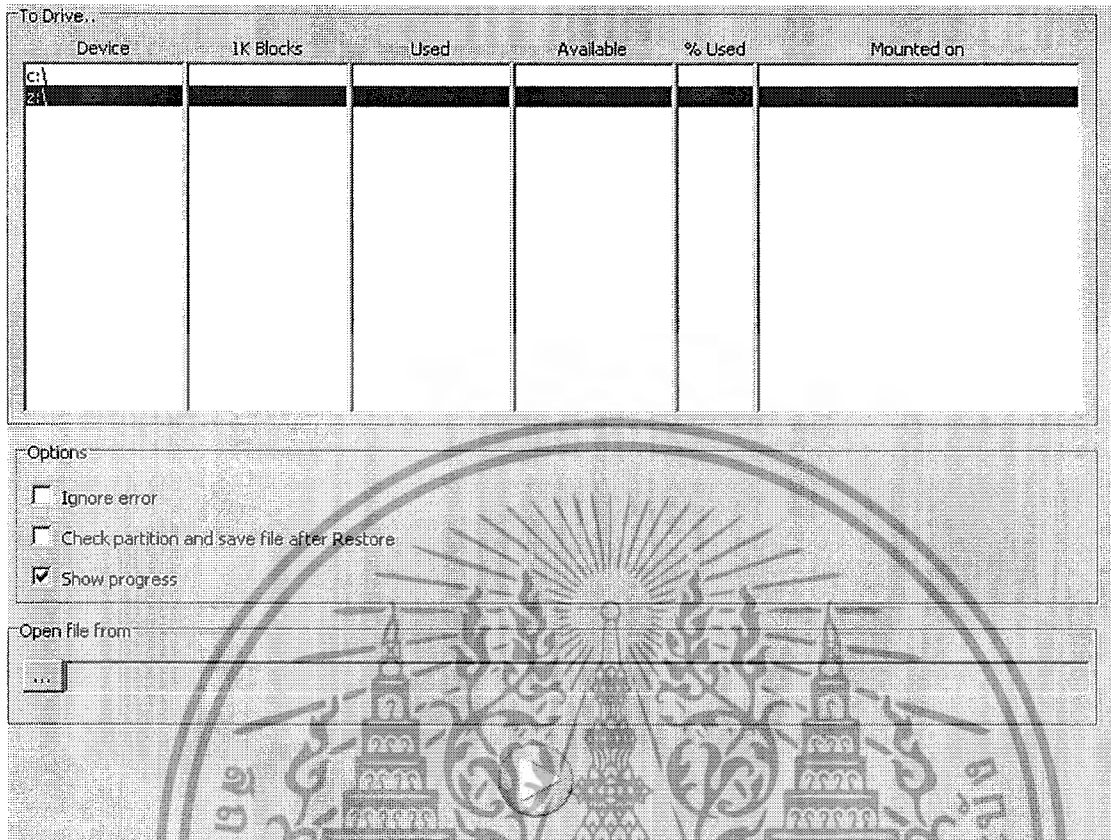 To Drive..
Device 1K Blocks Used Available % Used Mounted on
c:\
z:\
Options
Ignore error
Check partition and save file after Restore
Show progress
Open file from
...